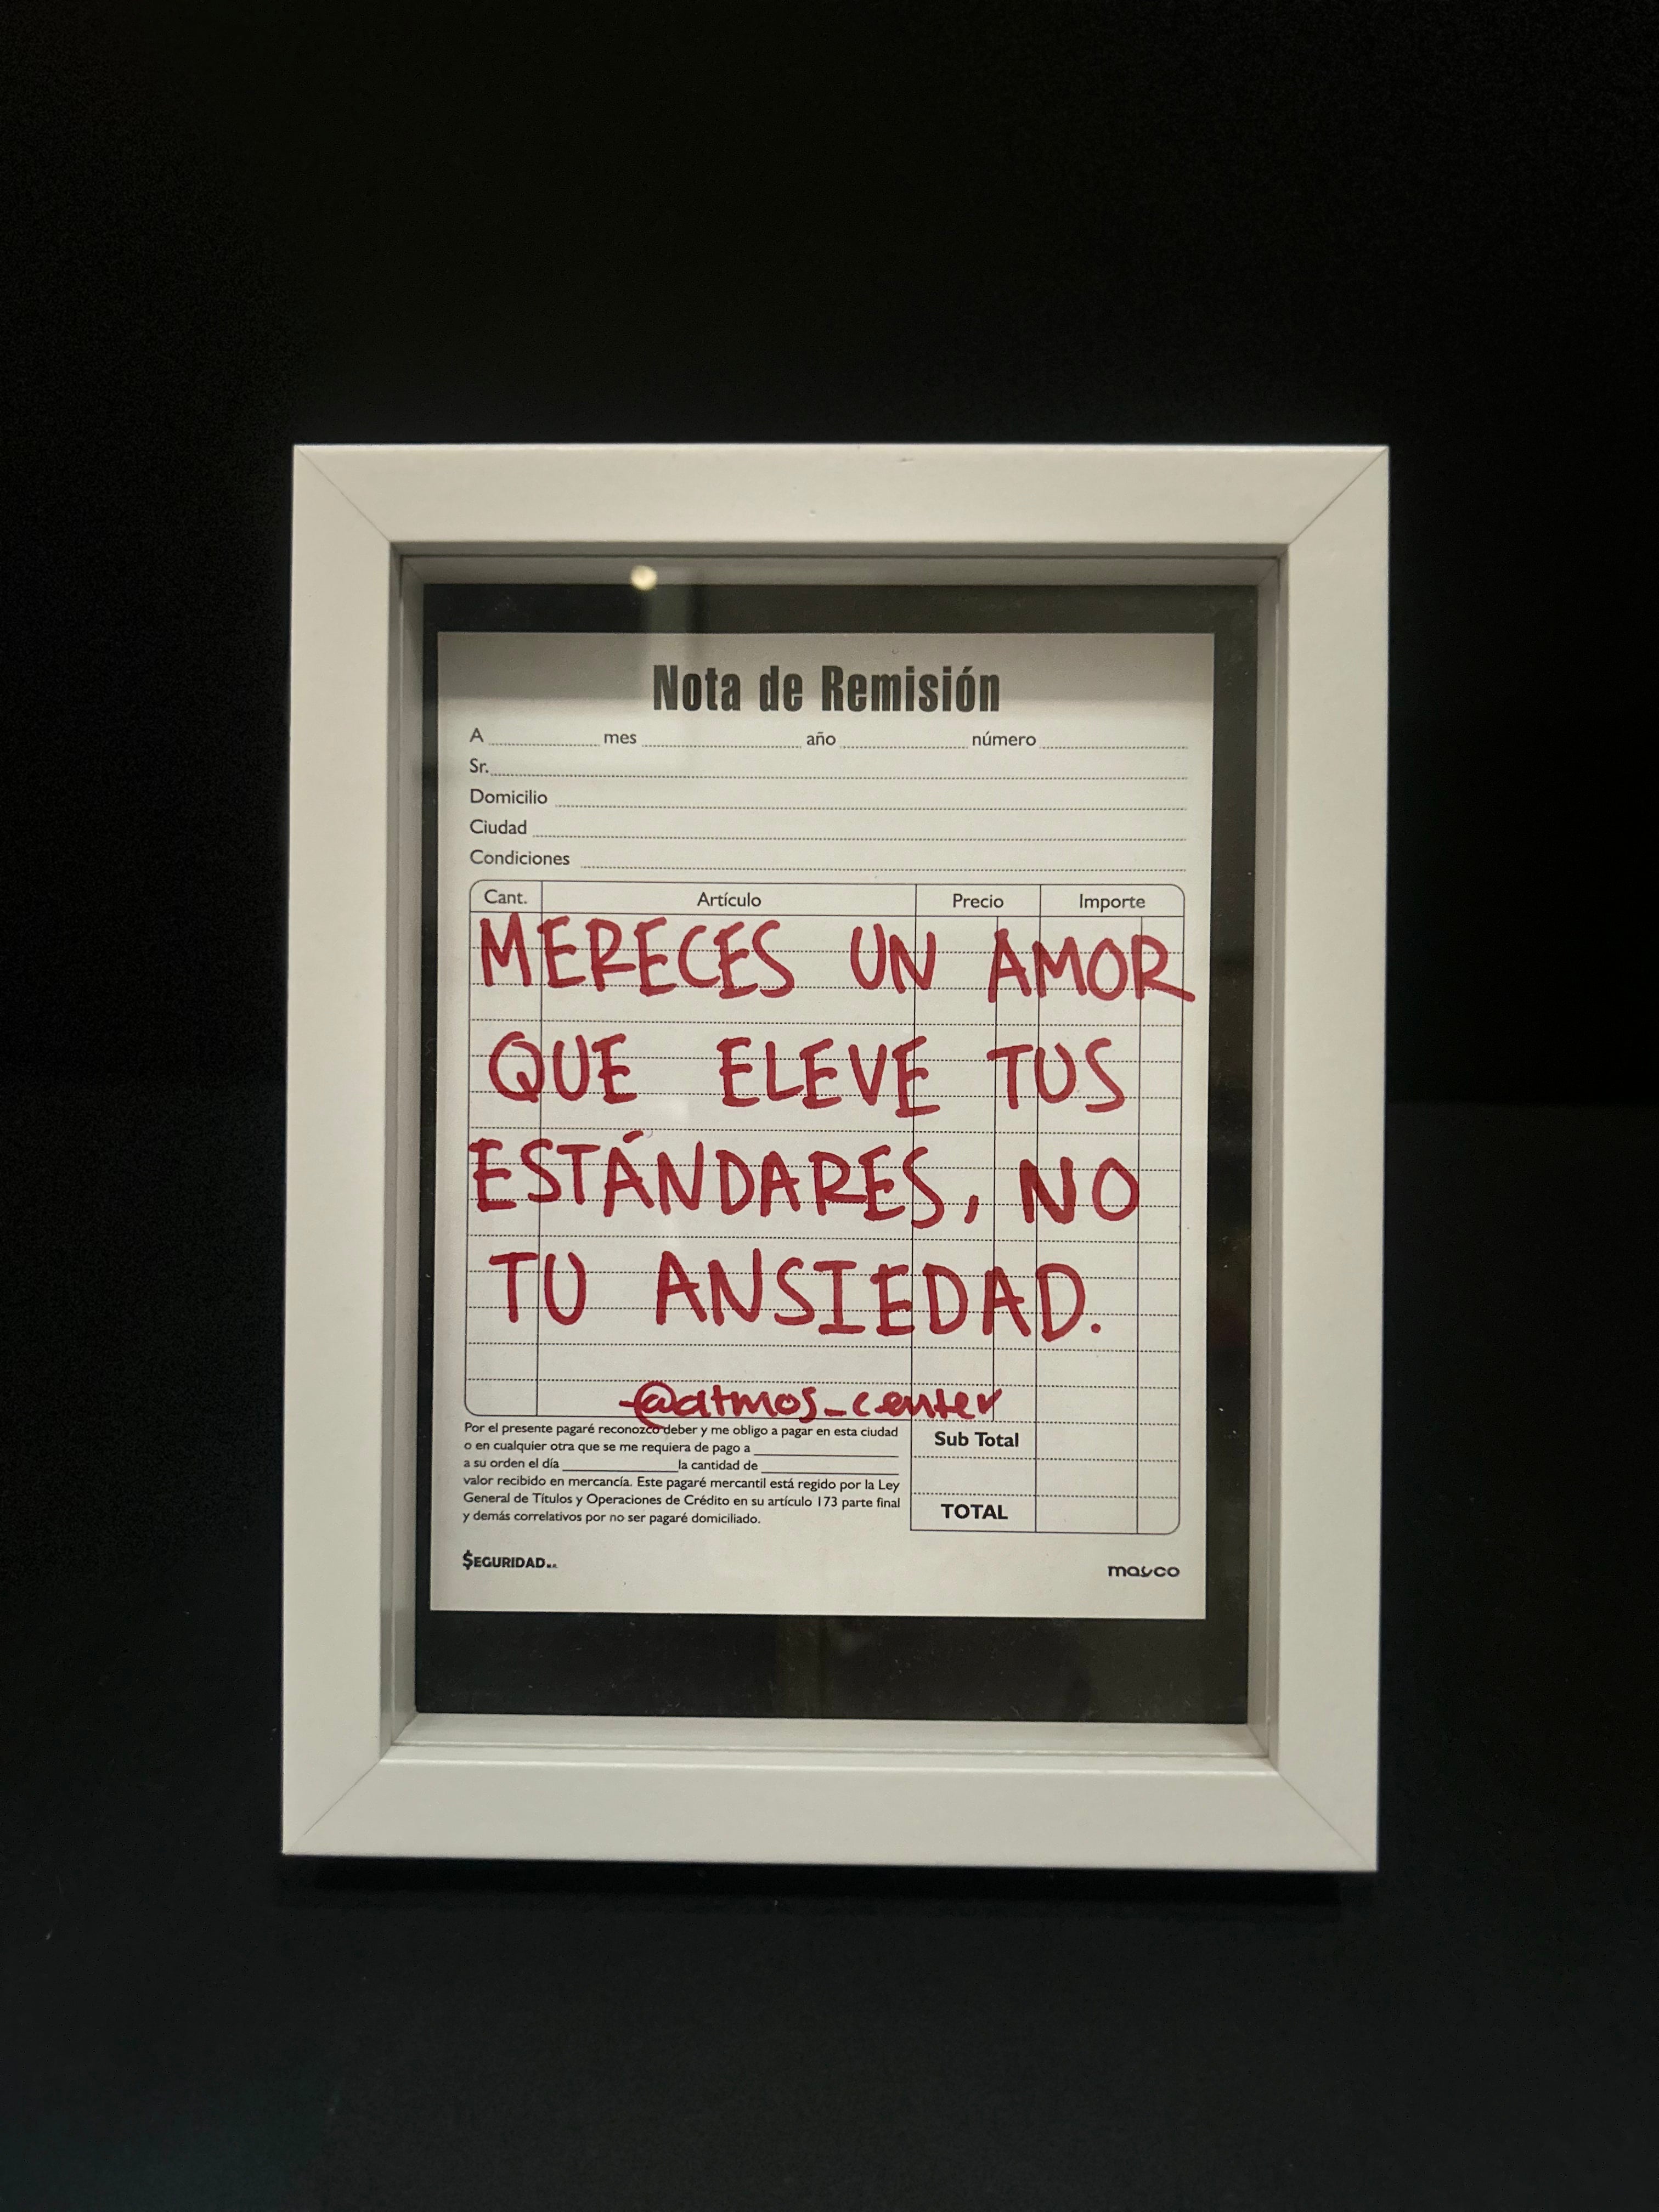 Nota de Remisión
A mes año número
Sr.
Domicilio
Ciudad
Condiciones
Cant. Artículo Precio Importe
MERECES UN AMOR
QUE ELEVE TUS
ESTÁNDARES, NO
TU ANSIEDAD.
@atmos_center
Por el presente pagaré reconozco deber y me obligo a pagar en esta ciudad
o en cualquier otra que se me requiera de pago a
a su orden el día la cantidad de
valor recibido en mercancía. Este pagaré mercantil está regido por la Ley
General de Títulos y Operaciones de Crédito en su artículo 173 parte final
y demás correlativos por no ser pagaré domiciliado.
Sub Total
TOTAL
$EGURIDAD